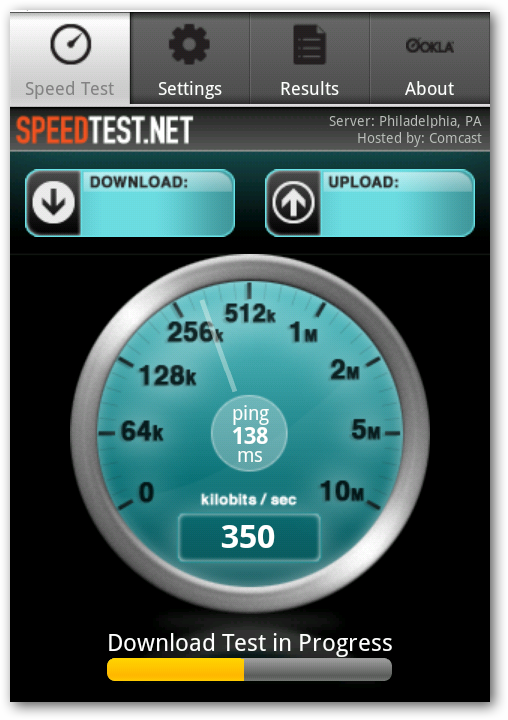 Speed Test
Settings
Results
OOKLA
About
SPEEDTEST.NET
Server: Philadelphia, PA
Hosted by: Comcast
DOWNLOAD:
UPLOAD:
512k
256k
1M
128k
2M
64k
5M
ping
138
ms
0
10M
kilobits / sec
350
Download Test in Progress